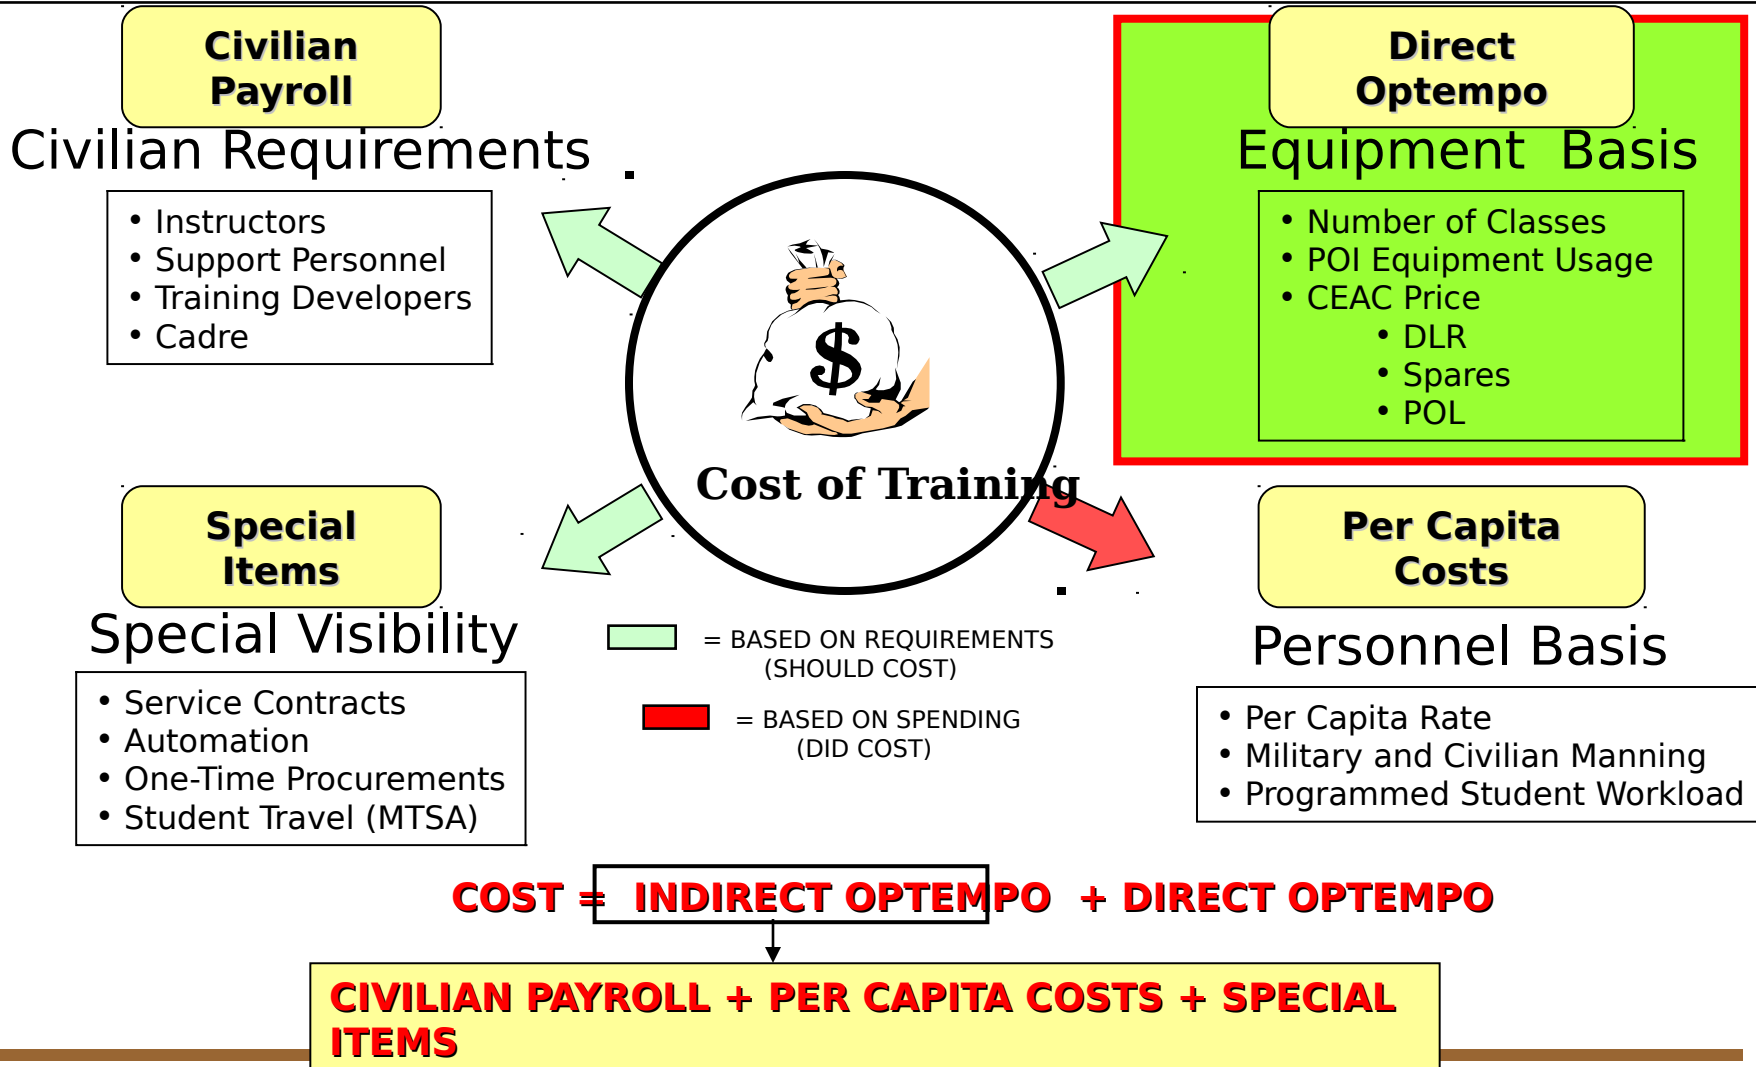 Civilian
Payroll
Civilian Requirements
• Instructors
• Support Personnel
• Training Developers
• Cadre
Direct
Optempo
Equipment Basis
• Number of Classes
• POI Equipment Usage
• CEAC Price
• DLR
• Spares
• POL
$
Cost of Training
Special
Items
Special Visibility
• Service Contracts
• Automation
• One-Time Procurements
• Student Travel (MTSA)
= BASED ON REQUIREMENTS
(SHOULD COST)
= BASED ON SPENDING
(DID COST)
Per Capita
Costs
Personnel Basis
• Per Capita Rate
• Military and Civilian Manning
• Programmed Student Workload
COST = INDIRECT OPTEMPO + DIRECT OPTEMPO
CIVILIAN PAYROLL + PER CAPITA COSTS + SPECIAL
ITEMS